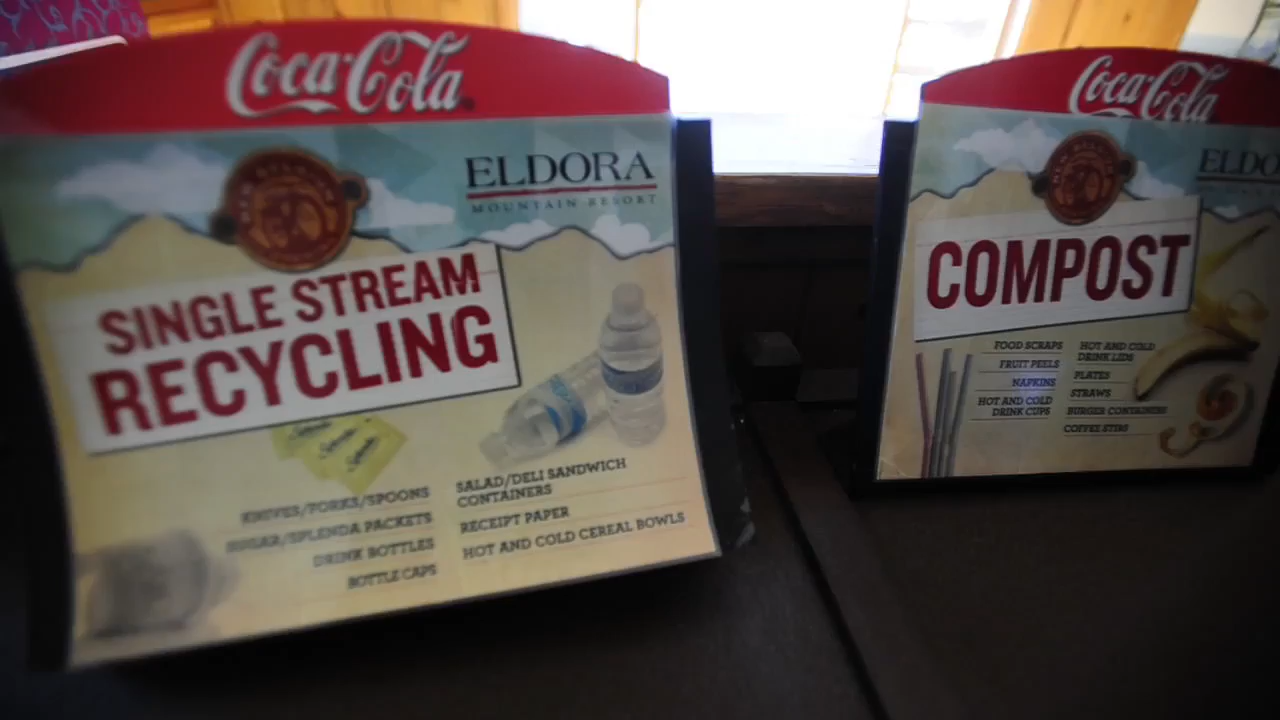 Coca-Cola
ELDORA
MOUNTAIN RESORT
SINGLE STREAM
RECYCLING
KNIVES/FORKS/SPOONS
SUGAR/SPLENDA PACKETS
DRINK BOTTLES
BOTTLE CAPS
SALAD/DELI SANDWICH
CONTAINERS
RECEIPT PAPER
HOT AND COLD CEREAL BOWLS
Coca-Cola
ELDO
COMPOST
FOOD SCRAPS
FRUIT PEELS
NAPKINS
HOT AND COLD
DRINK CUPS
HOT AND COLD
DRINK LIDS
PLATES
STRAWS
BURGER CONTAINERS
COFFEE STIRS